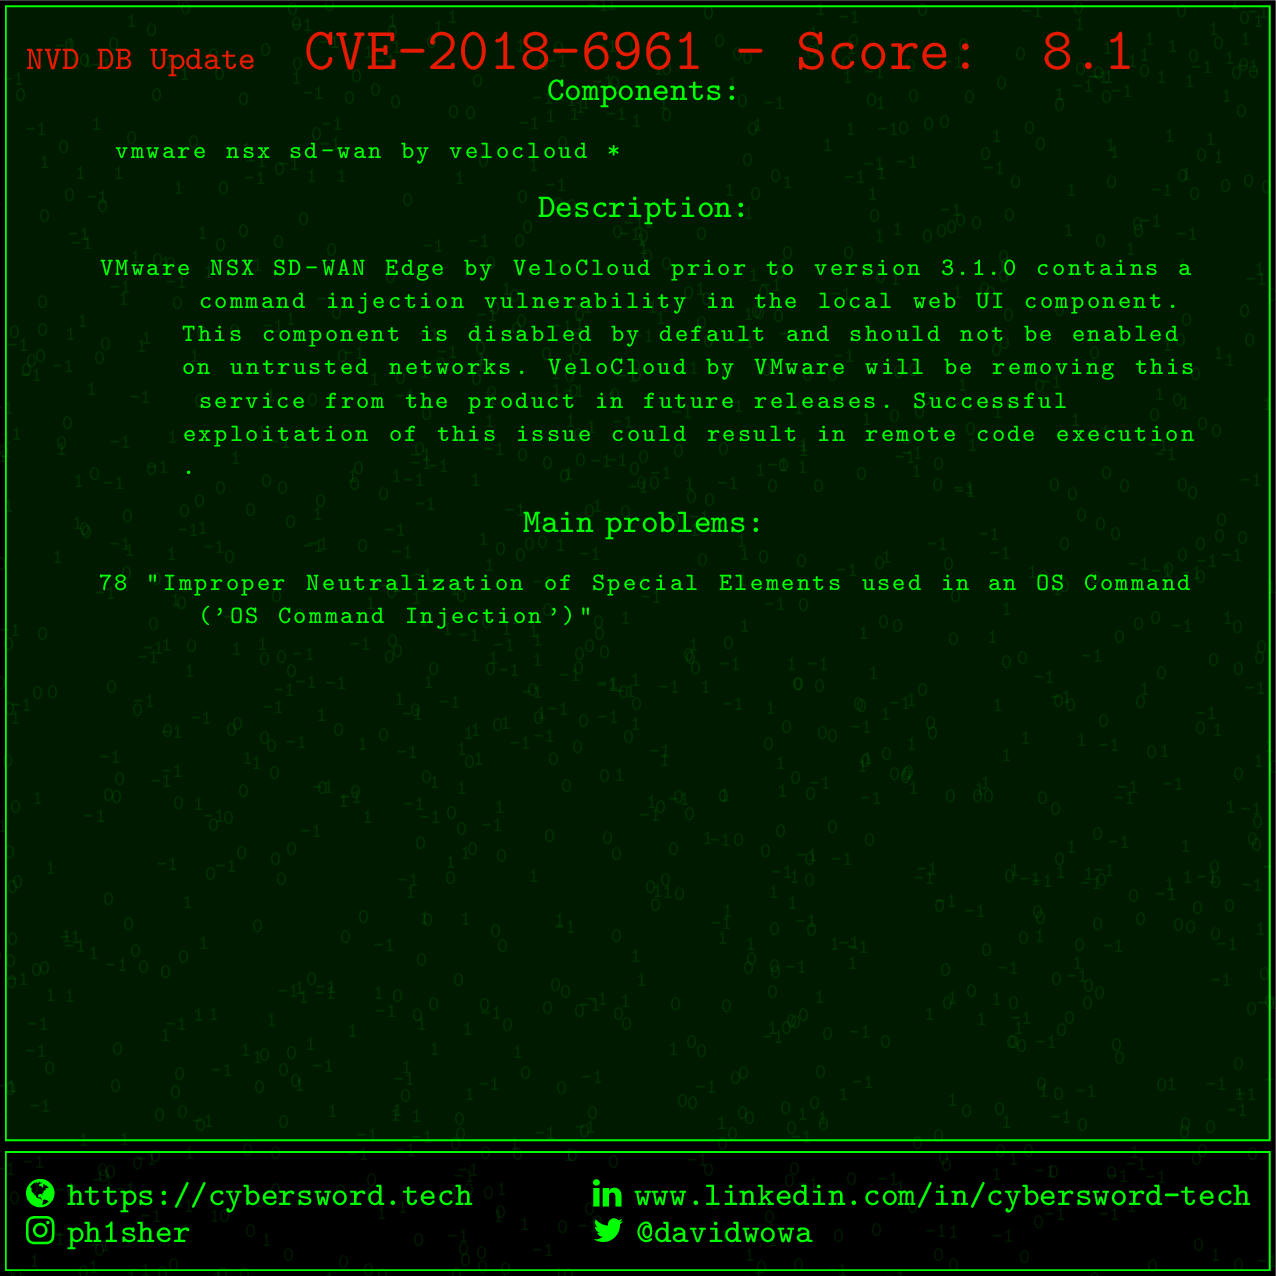 NVD DB Update CVE-2018-6961 - Score: 8.1
Components:
vmware nsx sd-wan by velocloud *
Description:
VMware NSX SD-WAN Edge by VeloCloud prior to version 3.1.0 contains a
command injection vulnerability in the local web UI component.
This component is disabled by default and should not be enabled
on untrusted networks. VeloCloud by VMware will be removing this
service from the product in future releases. Successful
exploitation of this issue could result in remote code execution
.
Main problems:
78 "Improper Neutralization of Special Elements used in an OS Command
('OS Command Injection')"
https://cybersword.tech
www.linkedin.com/in/cybersword-tech
ph1sher
@davidwowa